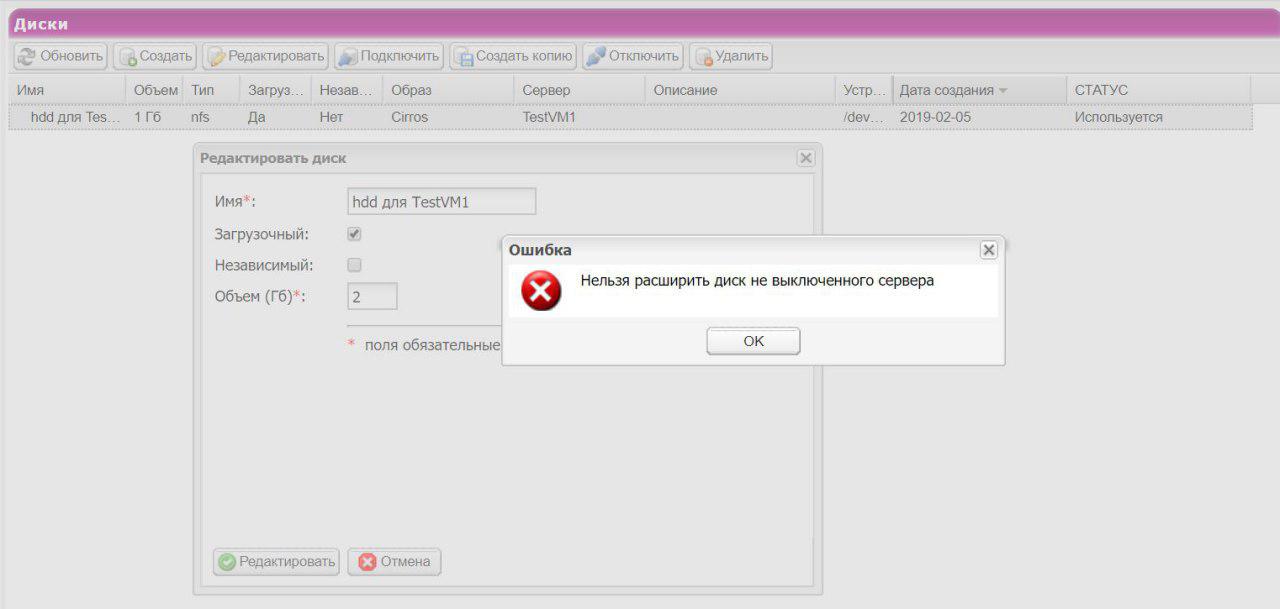 Диски
Обновить Создать Редактировать Подключить Создать копию Отключить Удалить
Имя Объем Тип Загруз... Незав... Образ Сервер Описание Устр... Дата создания СТАТУС
hdd для Tes... 1 Гб nfs Да Нет Cirros TestVM1 /dev... 2019-02-05 Используется
Редактировать диск
Имя*: hdd для TestVM1
Загрузочный:
Независимый:
Объем (Гб)*: 2
* поля обязательные
Ошибка
Нельзя расширить диск не выключенного сервера
OK
Редактировать Отмена